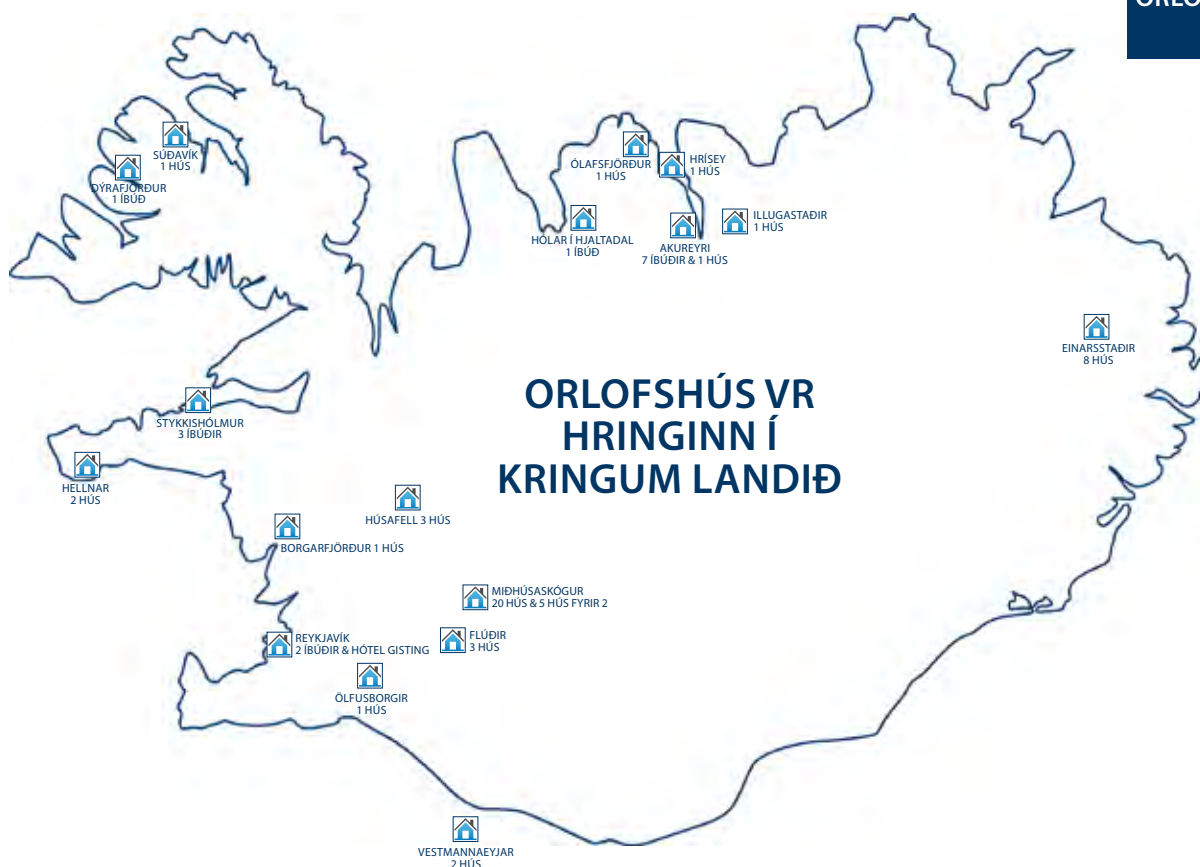 SÚÐAVÍK
1 HÚS
DÝRAFJÖRÐUR
1 ÍBÚÐ
ÓLAFSFJÖRÐUR
1 HÚS
HRÍSEY
1 HÚS
HÓLAR Í HJALTADAL
1 ÍBÚÐ
AKUREYRI
7 ÍBÚÐIR & 1 HÚS
ILLUGASTAÐIR
1 HÚS
EINARSSTAÐIR
8 HÚS
ORLOFSHÚS VR
HRINGINN Í
KRINGUM LANDIÐ
STYKKISHÓLMUR
3 ÍBÚÐIR
HELLNAR
2 HÚS
HÚSAFELL 3 HÚS
BORGARFJÖRÐUR 1 HÚS
MIÐHÚSASKÓGUR
20 HÚS & 5 HÚS FYRIR 2
REYKJAVÍK
2 ÍBÚÐIR & HÓTEL GISTING
FLÚÐIR
3 HÚS
ÖLFUSBORGIR
1 HÚS
VESTMANNAEYJAR
2 HÚS